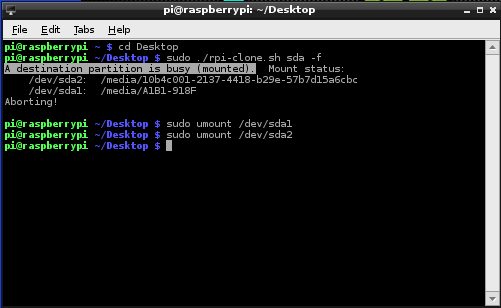 pi@raspberrypi: ~/Desktop
File Edit Tabs Help
pi@raspberrypi ~ $ cd Desktop
pi@raspberrypi ~/Desktop $ sudo ./rpi-clone.sh sda -f
A destination partition is busy (mounted). Mount status:
/dev/sda2: /media/10b4c001-2137-4418-b29e-57b7d15a6cbc
/dev/sda1: /media/A1B1-918F
Aborting!
pi@raspberrypi ~/Desktop $ sudo umount /dev/sda1
pi@raspberrypi ~/Desktop $ sudo umount /dev/sda2
pi@raspberrypi ~/Desktop $